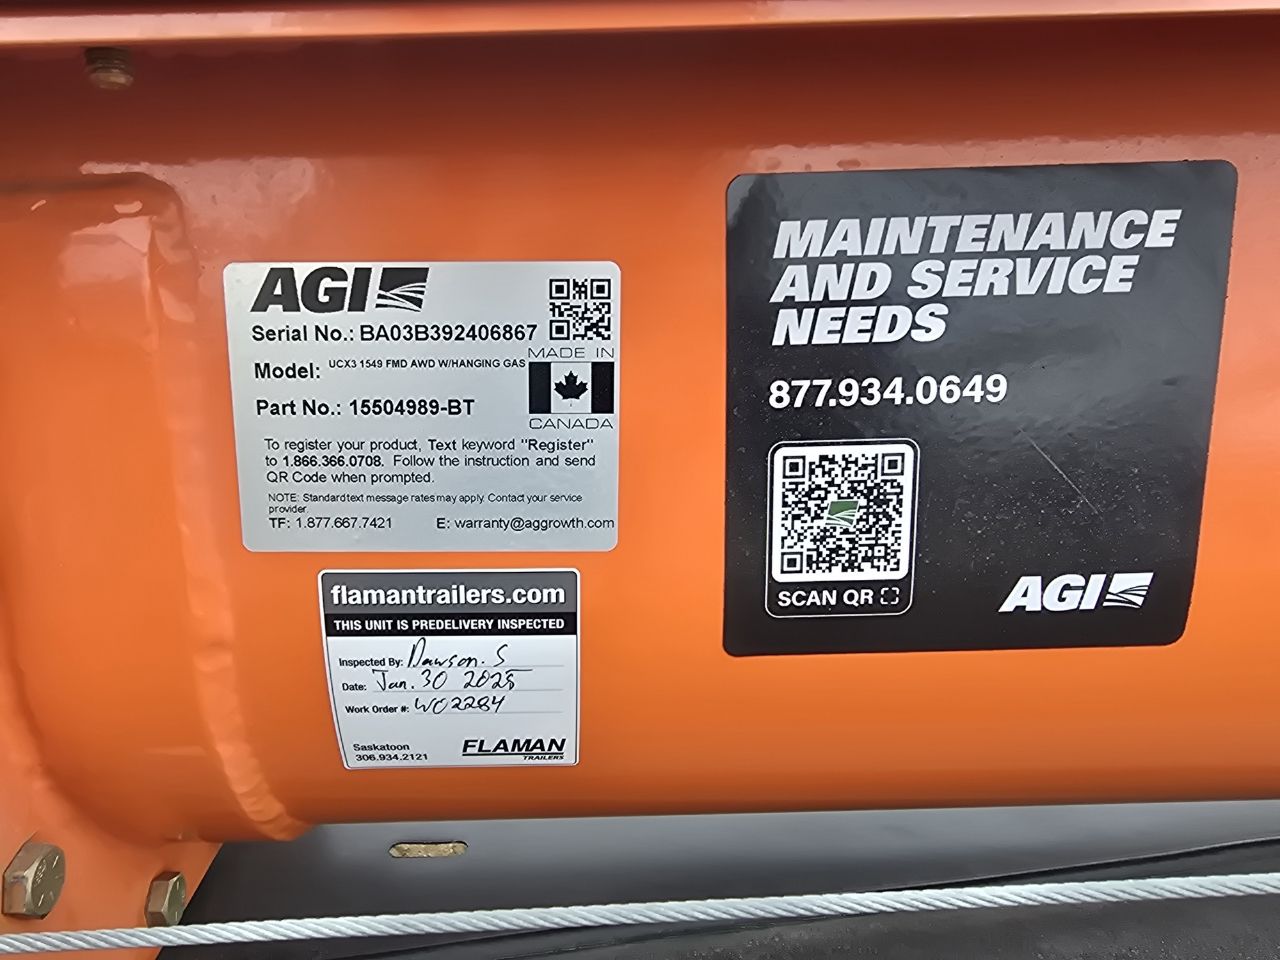 AGI
Serial No.: BA03B392406867
Model: UCX3 1549 FMD AWD W/HANGING GAS
Part No.: 15504989-BT
MADE IN
CANADA
To register your product, Text keyword "Register"
to 1.866.366.0708. Follow the instruction and send
QR Code when prompted.
NOTE: Standard text message rates may apply. Contact your service
provider.
TF: 1.877.667.7421 E: warranty@aggrowth.com
flamantrailers.com
THIS UNIT IS PREDELIVERY INSPECTED
Inspected By: Dawson. S
Date: Jan. 30 2025
Work Order #: WO2284
Saskatoon
306.934.2121
FLAMAN
TRAILERS
MAINTENANCE
AND SERVICE
NEEDS
877.934.0649
SCAN QR
AGI